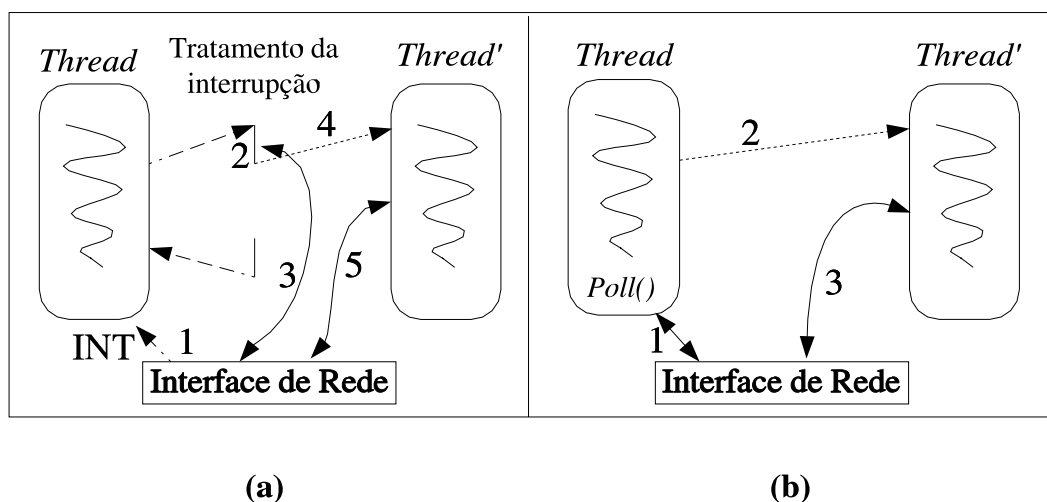 Thread
Tratamento da
interrupção
Thread'
4
2
3
5
INT
1
Interface de Rede
(a)
Thread
Thread'
2
3
Poll()
1
Interface de Rede
(b)